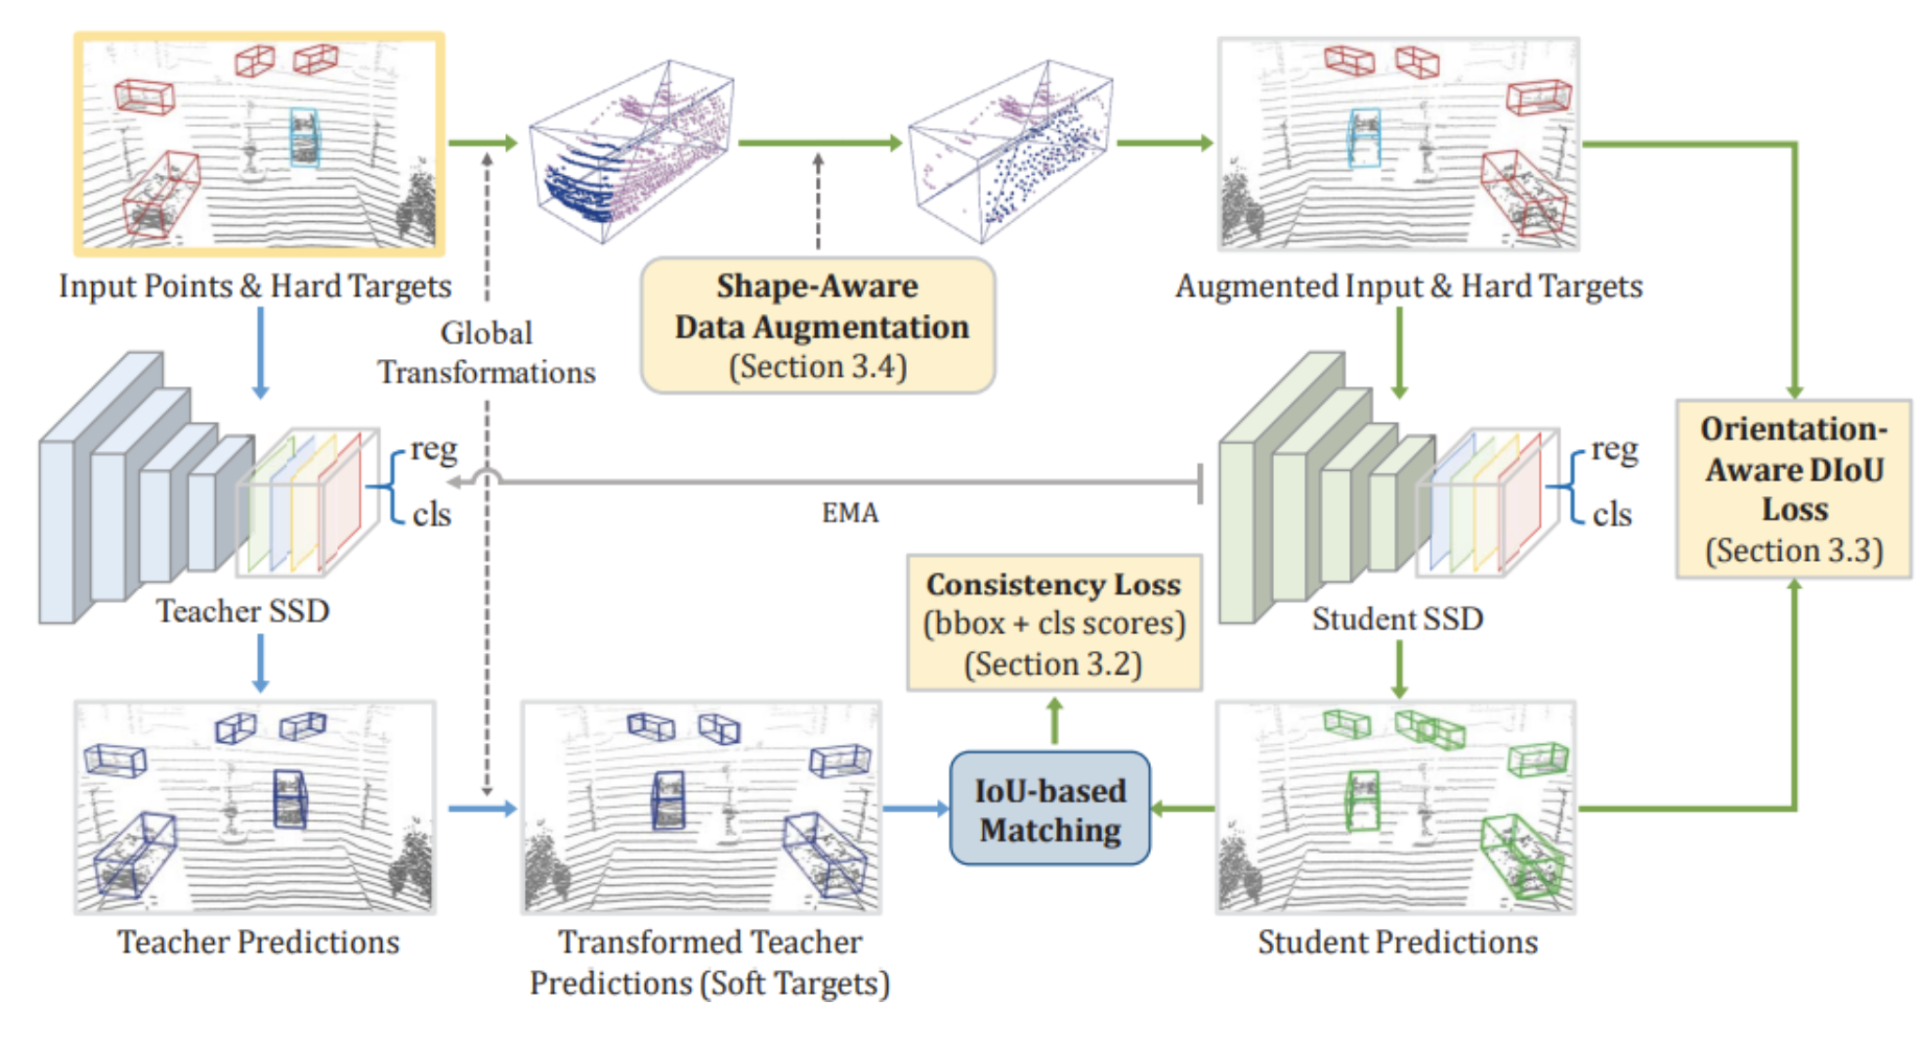 Input Points & Hard Targets
Global
Transformations
Shape-Aware
Data Augmentation
(Section 3.4)
Augmented Input & Hard Targets
reg
cls
Teacher SSD
EMA
reg
cls
Student SSD
Orientation-
Aware DIoU
Loss
(Section 3.3)
Consistency Loss
(bbox + cls scores)
(Section 3.2)
IoU-based
Matching
Teacher Predictions
Transformed Teacher
Predictions (Soft Targets)
Student Predictions